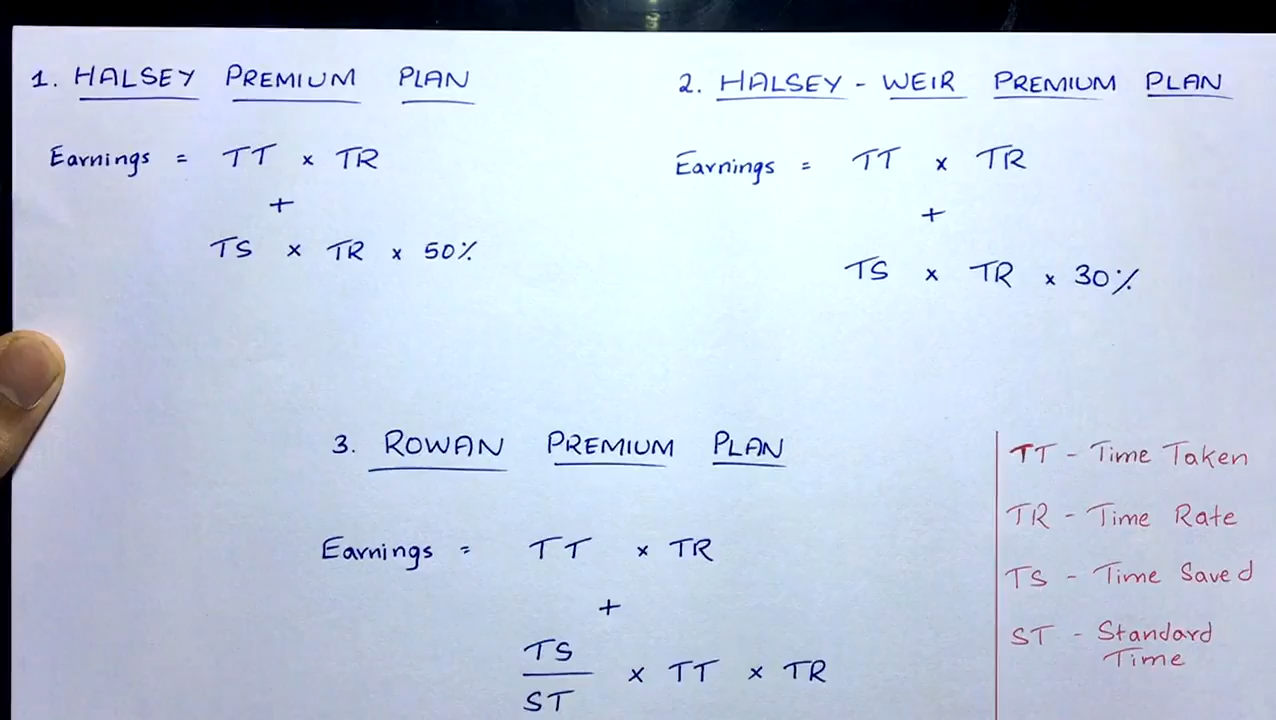 1. HALSEY PREMIUM PLAN
Earnings = TT × TR
+
TS × TR × 50%
2. HALSEY - WEIR PREMIUM PLAN
Earnings = TT × TR
+
TS × TR × 30%
3. ROWAN PREMIUM PLAN
Earnings = TT × TR
+
TS
ST
× TT × TR
TT - Time Taken
TR - Time Rate
TS - Time Saved
ST - Standard
Time